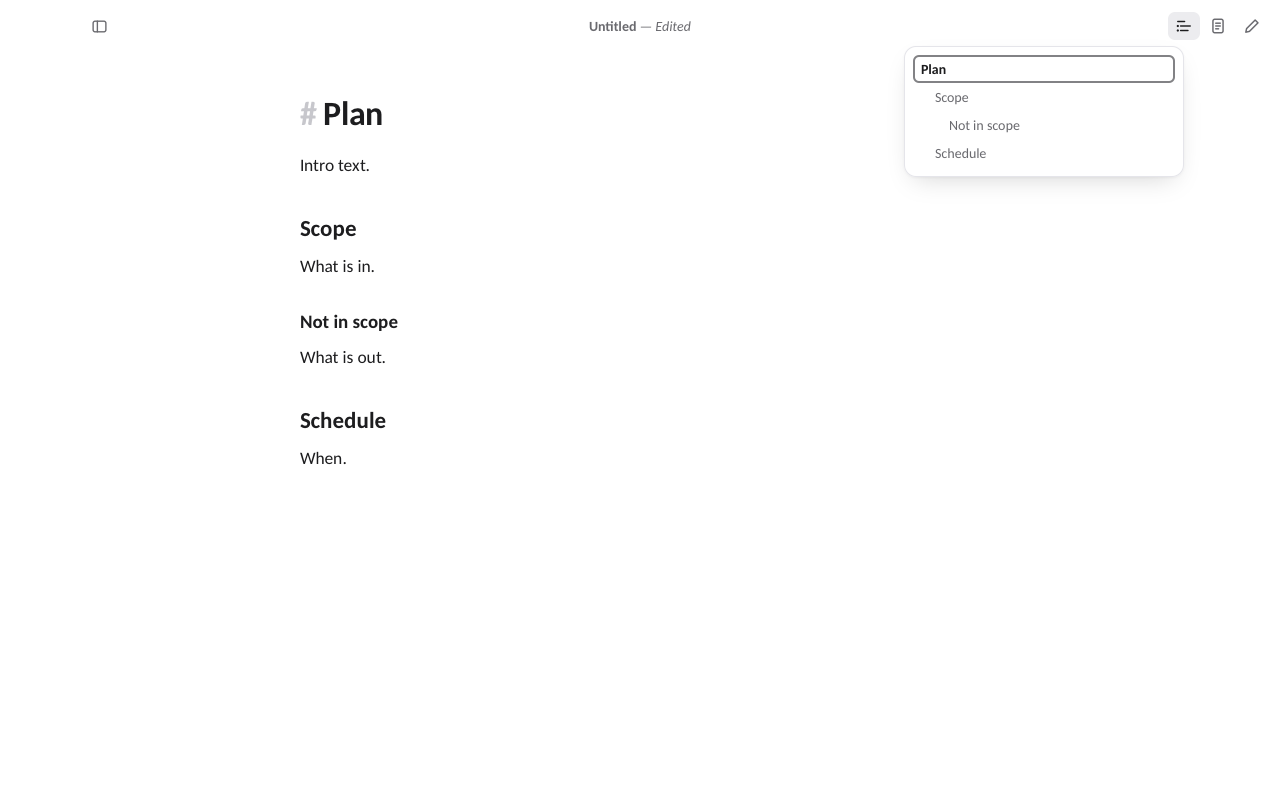 Untitled — Edited
Plan
Scope
Not in scope
Schedule
# Plan
Intro text.
Scope
What is in.
Not in scope
What is out.
Schedule
When.